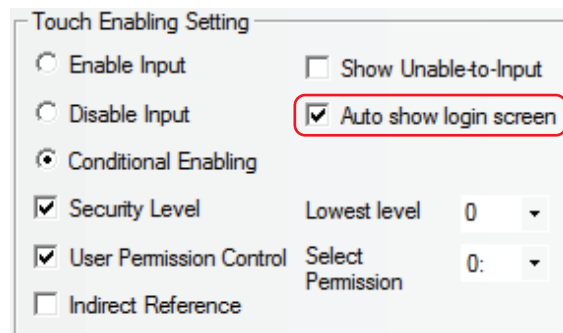 Touch Enabling Setting
Enable Input
Show Unable-to-Input
Disable Input
Auto show login screen
Conditional Enabling
Security Level
Lowest level
0
User Permission Control
Select
Permission
0:
Indirect Reference